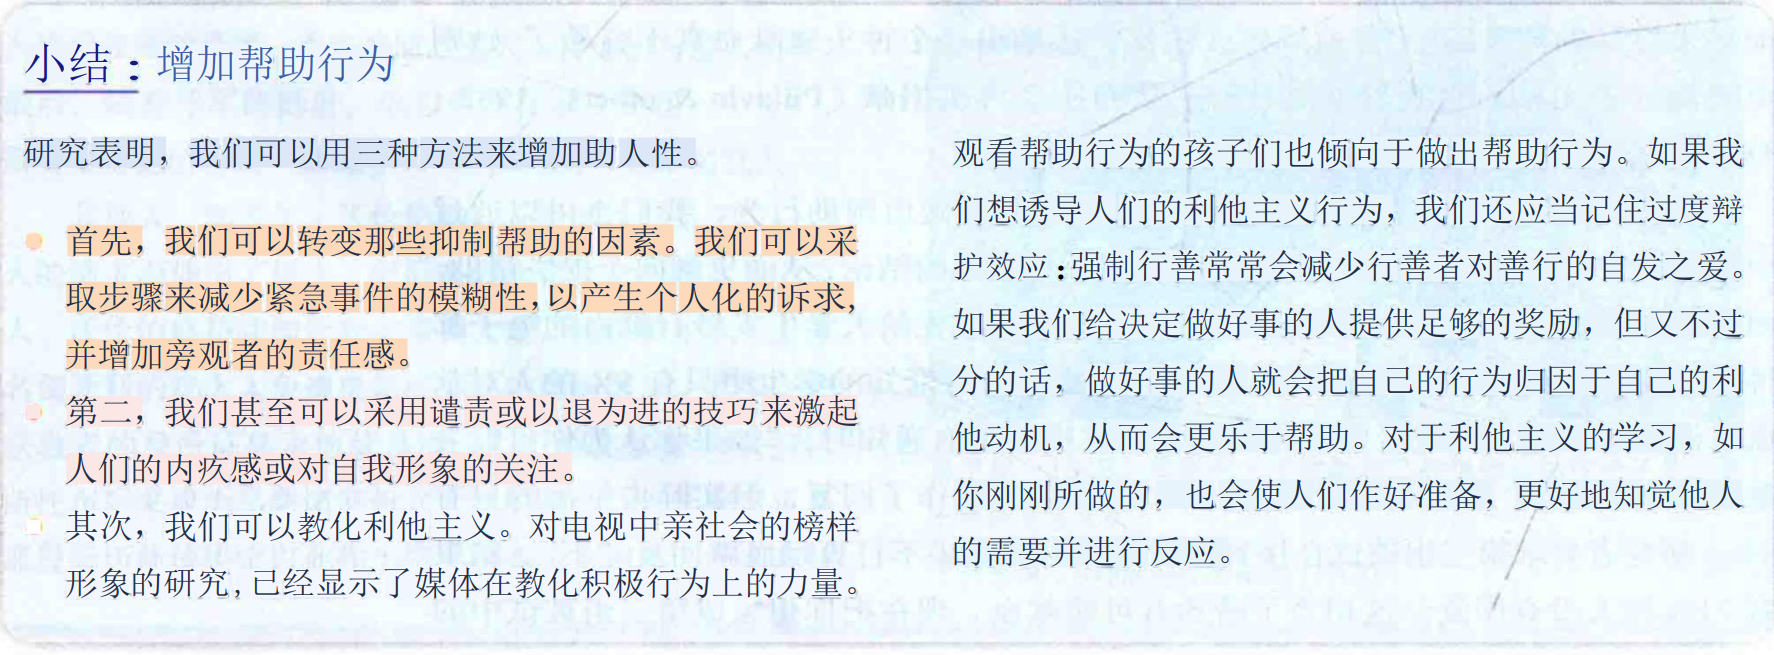 小结：增加帮助行为
研究表明，我们可以用三种方法来增加助人性。
首先，我们可以转变那些抑制帮助的因素。我们可以采
取步骤来减少紧急事件的模糊性，以产生个人化的诉求，
并增加旁观者的责任感。
第二，我们甚至可以采用谴责或以退为进的技巧来激起
人们的内疚感或对自我形象的关注。
其次，我们可以教化利他主义。对电视中亲社会的榜样
形象的研究，已经显示了媒体在教化积极行为上的力量。
观看帮助行为的孩子们也倾向于做出帮助行为。如果我
们想诱导人们的利他主义行为，我们还应当记住过度辩
护效应：强制行善常常会减少行善者对善行的自发之爱。
如果我们给决定做好事的人提供足够的奖励，但又不过
分的话，做好事的人就会把自己的行为归因于自己的利
他动机，从而会更乐于帮助。对于利他主义的学习，如
你刚刚所做的，也会使人们作好准备，更好地知觉他人
的需要并进行反应。